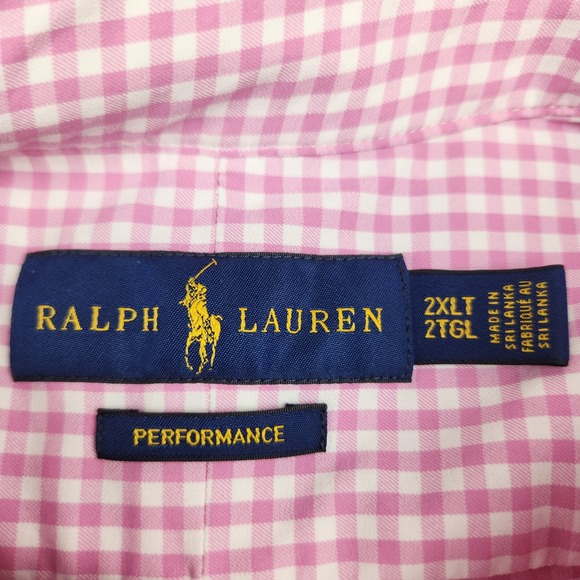 RALPH LAUREN
2XLT
2TGL
MADE IN
SRI LANKA
FABRIQUÉ AU
SRI LANKA
PERFORMANCE